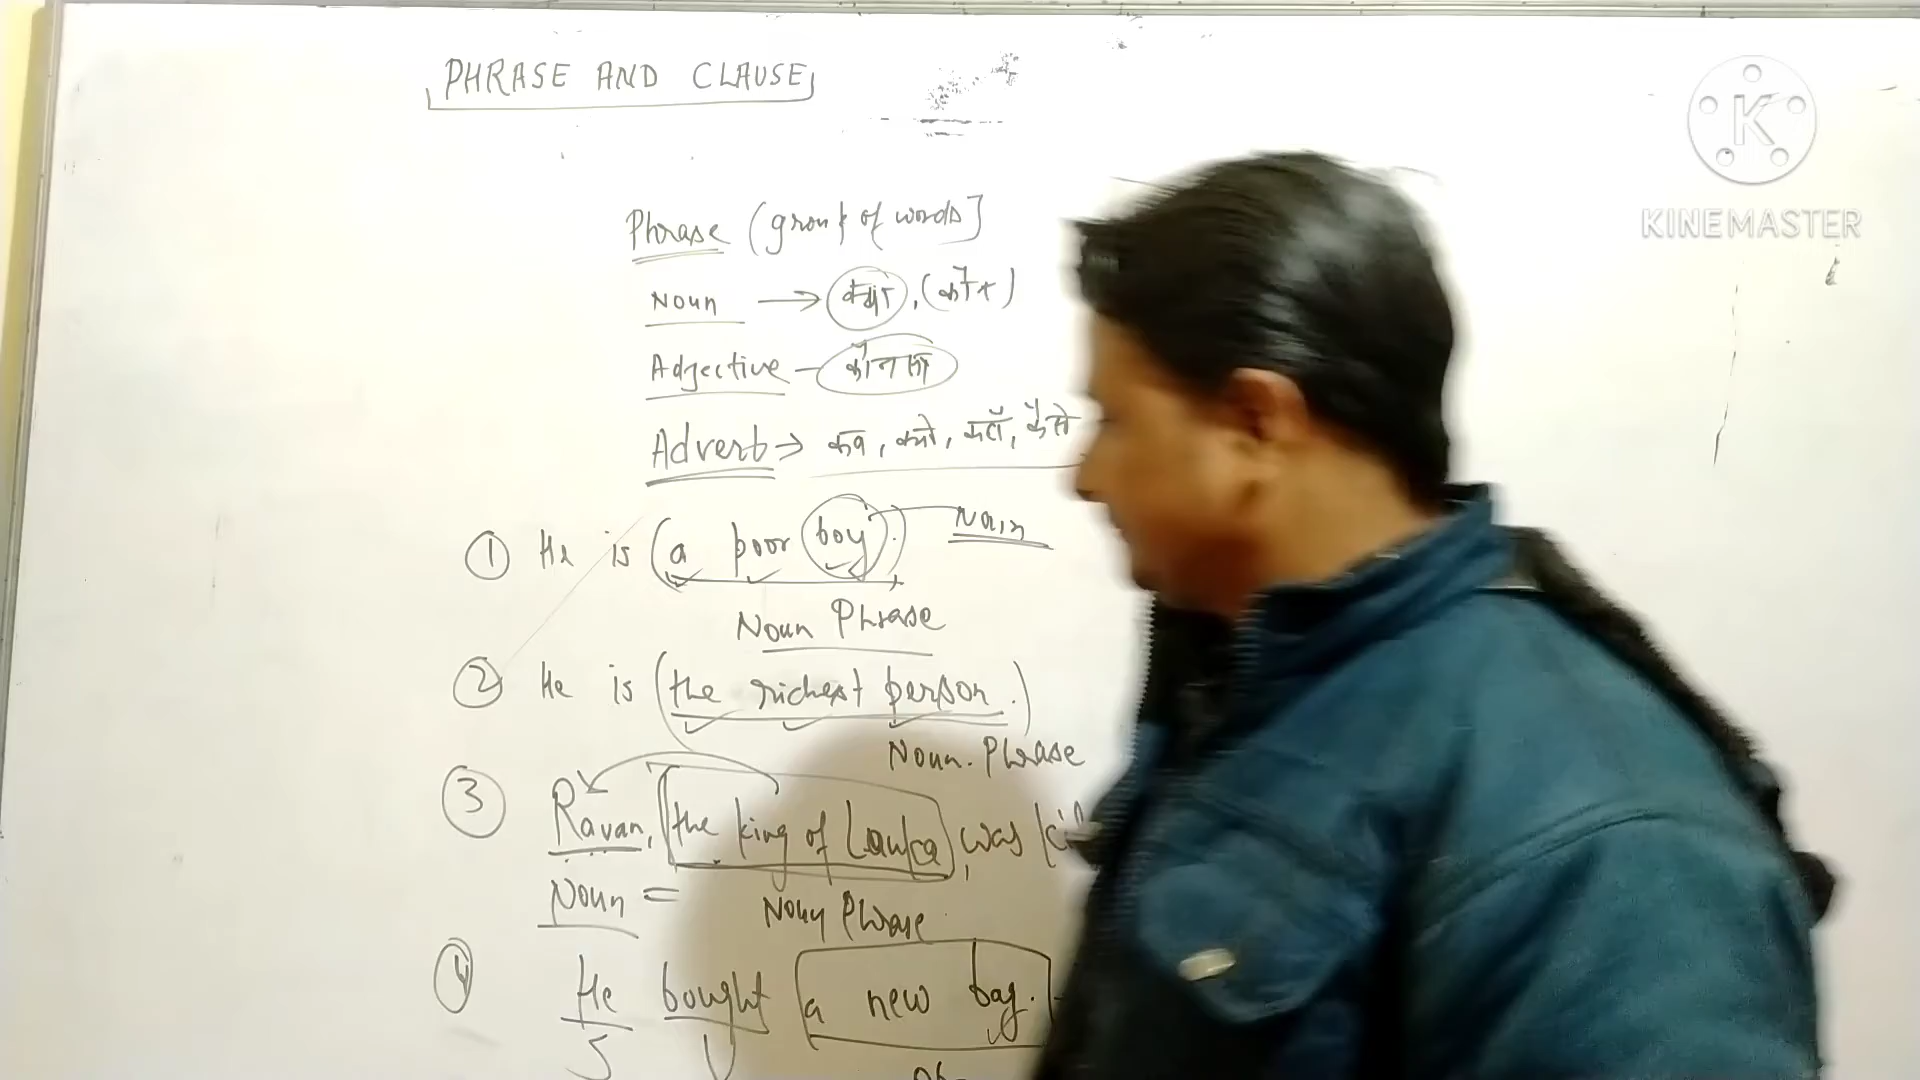 PHRASE AND CLAUSE
K
KINEMASTER
Phrase (group of words]
Noun → क्या, (कौन)
Adjective - कौन सा
Adverb → कब, क्यों, कहाँ, कैसे
① He is (a poor boy.) Noun
Noun Phrase
② He is (the richest person.)
Noun. Phrase
③ Ravan, the king of Lanka, was
Noun = Noun Phrase
④ He bought a new bag.
S V